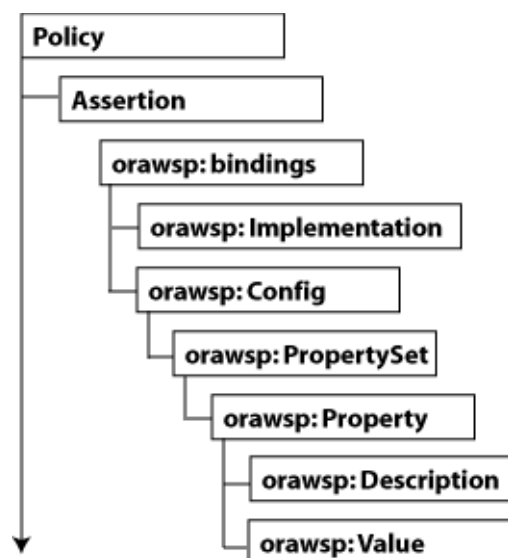 Policy
Assertion
orawsp:bindings
orawsp:Implementation
orawsp:Config
orawsp:PropertySet
orawsp:Property
orawsp:Description
orawsp:Value